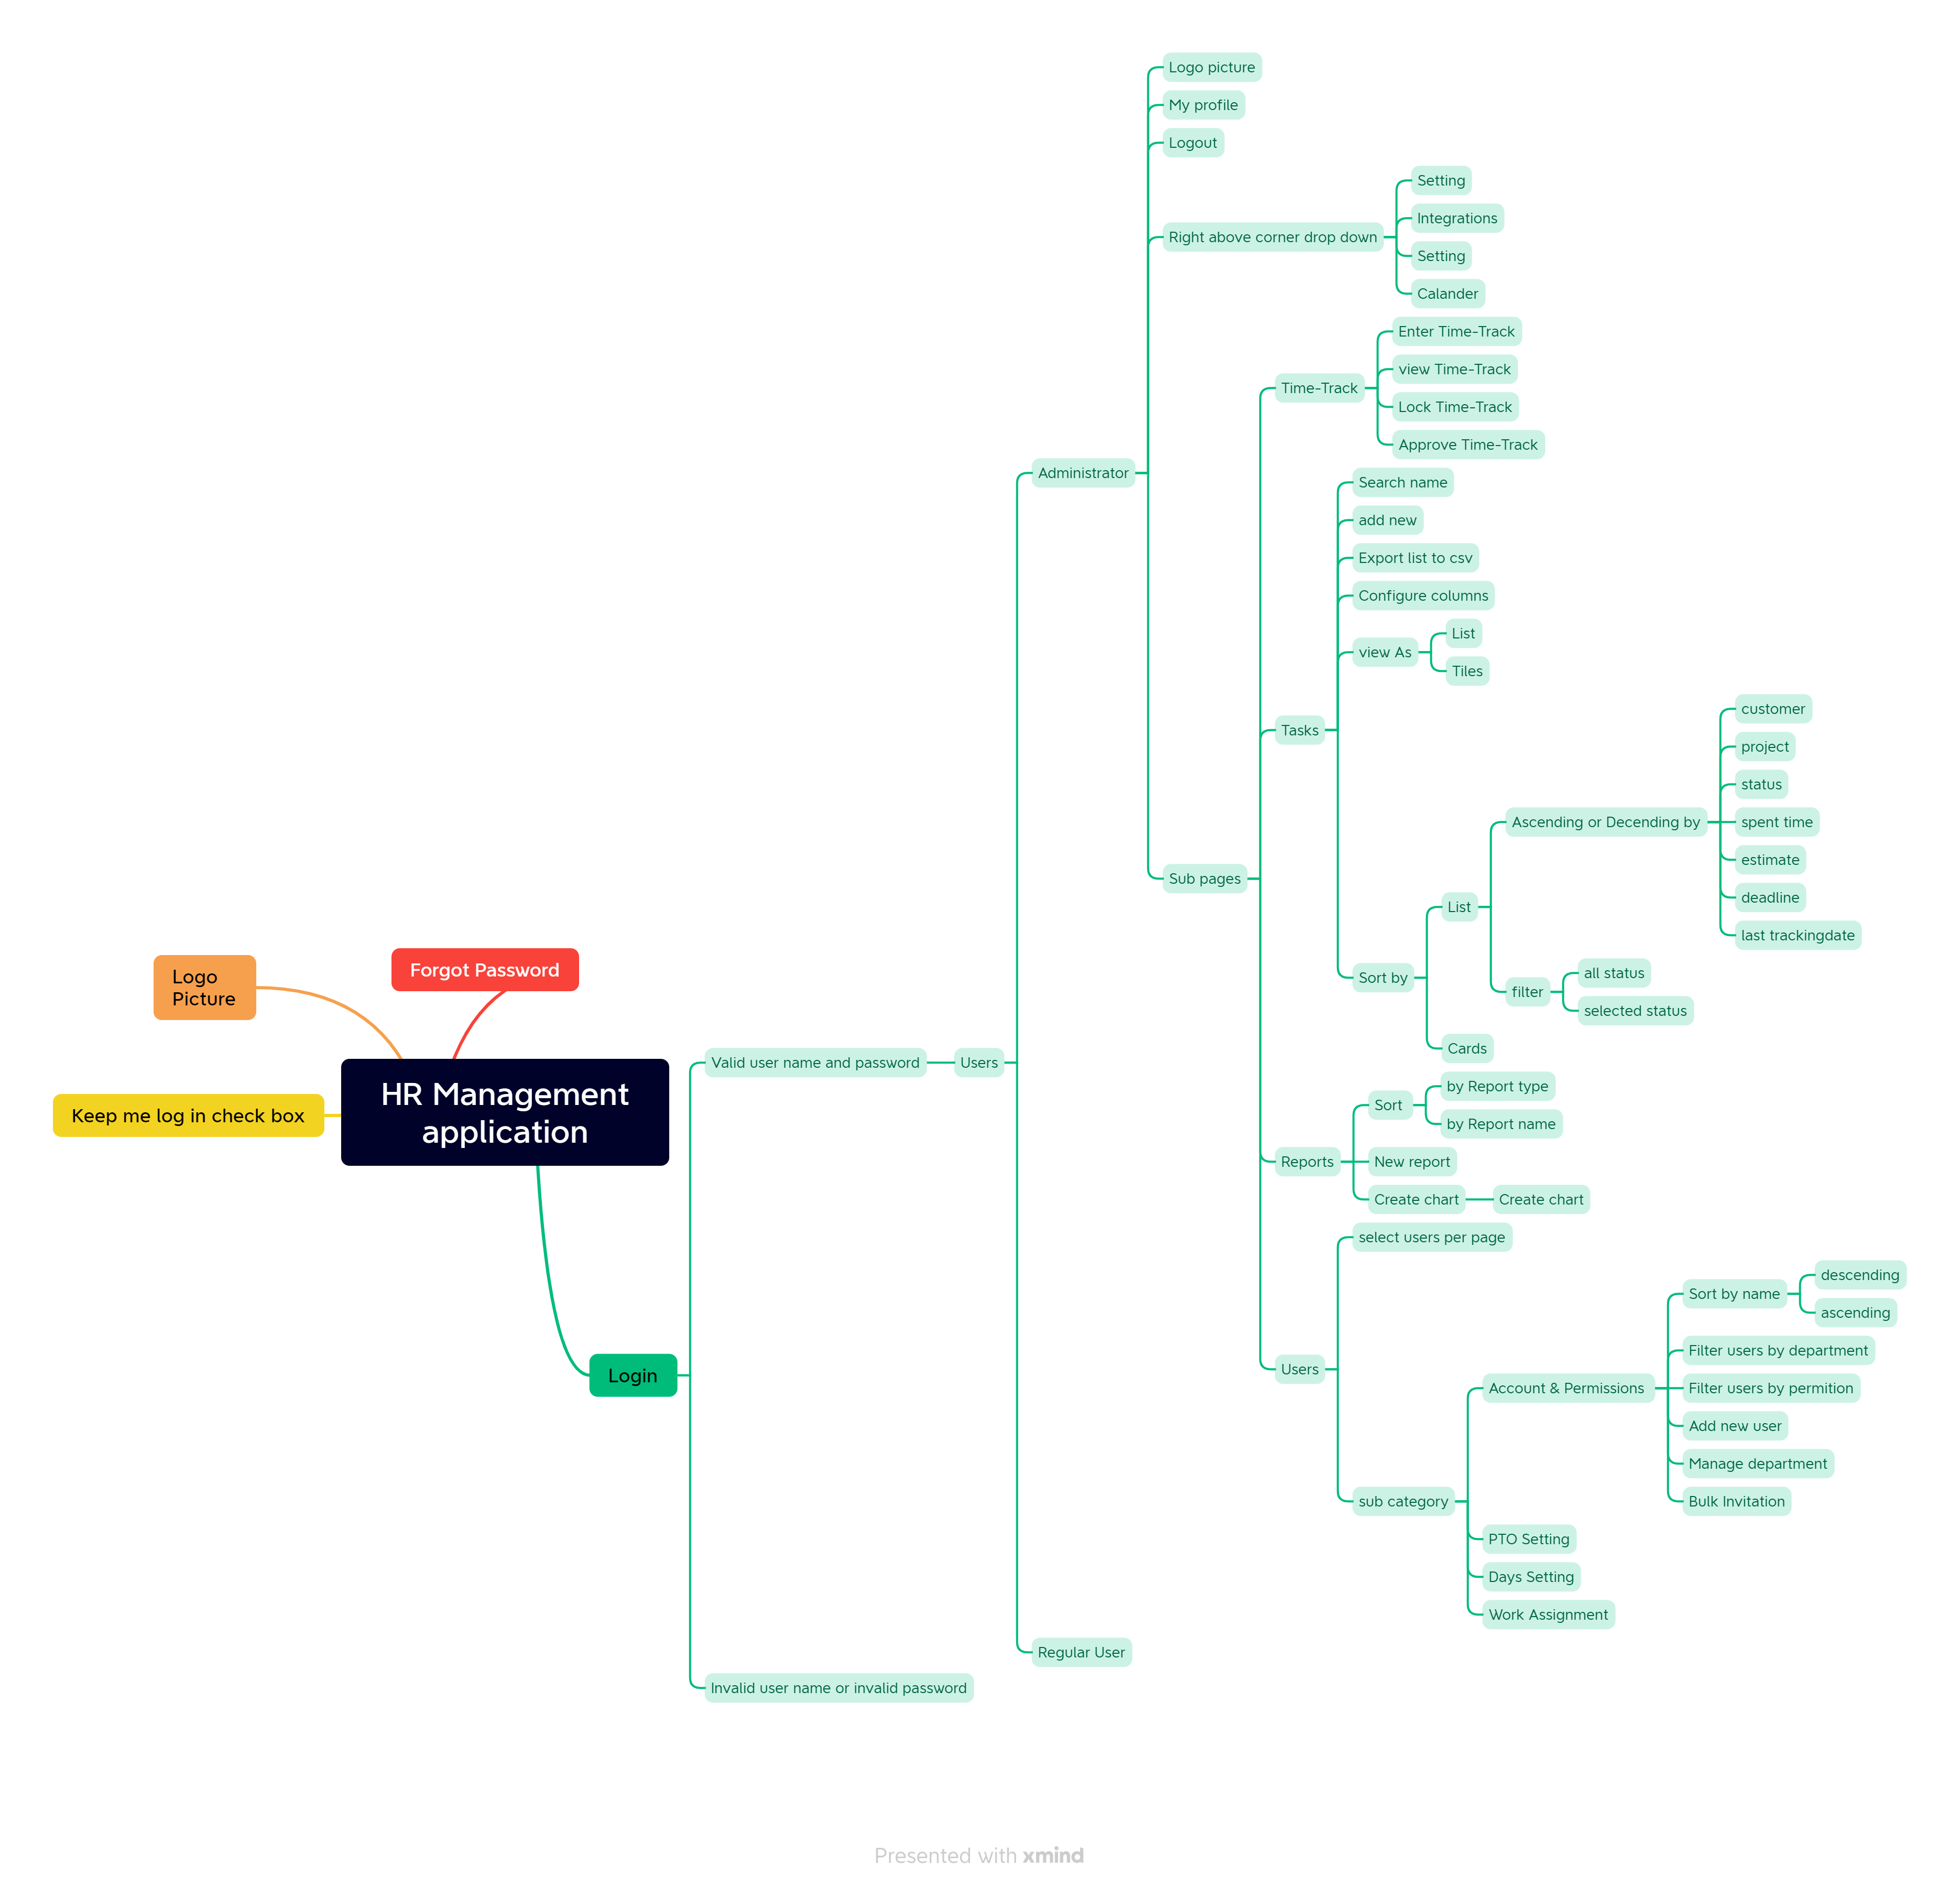 Logo picture
My profile
Logout
Right above corner drop down
Setting
Integrations
Setting
Calander
Administrator
Sub pages
Time-Track
Enter Time-Track
view Time-Track
Lock Time-Track
Approve Time-Track
Tasks
Search name
add new
Export list to csv
Configure columns
view As
List
Tiles
Sort by
List
Ascending or Decending by
customer
project
status
spent time
estimate
deadline
last trackingdate
filter
all status
selected status
Cards
Reports
Sort
by Report type
by Report name
New report
Create chart
Create chart
Users
select users per page
sub category
Account & Permissions
Sort by name
descending
ascending
Filter users by department
Filter users by permition
Add new user
Manage department
Bulk Invitation
PTO Setting
Days Setting
Work Assignment
Logo
Picture
Forgot Password
Keep me log in check box
HR Management
application
Login
Valid user name and password
Users
Regular User
Invalid user name or invalid password
Presented with xmind